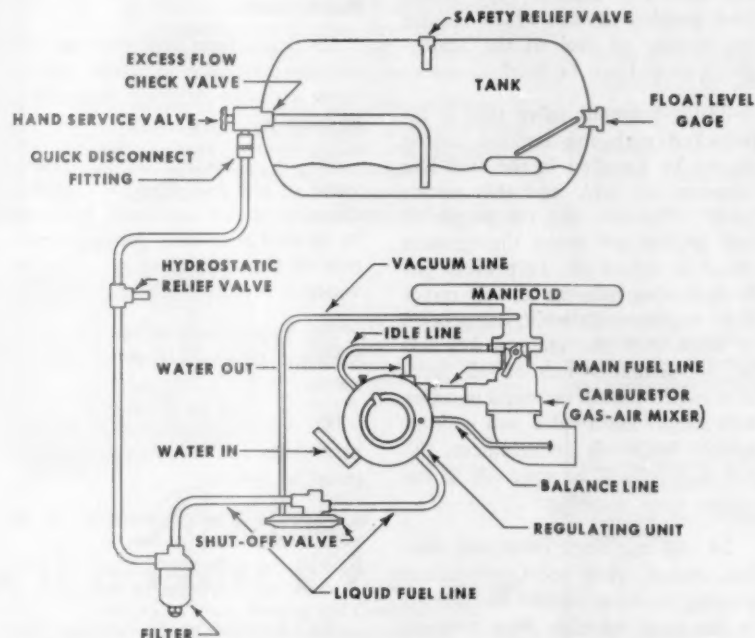 SAFETY RELIEF VALVE
EXCESS FLOW
CHECK VALVE
TANK
FLOAT LEVEL
GAGE
HAND SERVICE VALVE
QUICK DISCONNECT
FITTING
HYDROSTATIC
RELIEF VALVE
VACUUM LINE
MANIFOLD
IDLE LINE
WATER OUT
MAIN FUEL LINE
CARBURETOR
(GAS-AIR MIXER)
WATER IN
BALANCE LINE
REGULATING UNIT
SHUT-OFF VALVE
LIQUID FUEL LINE
FILTER